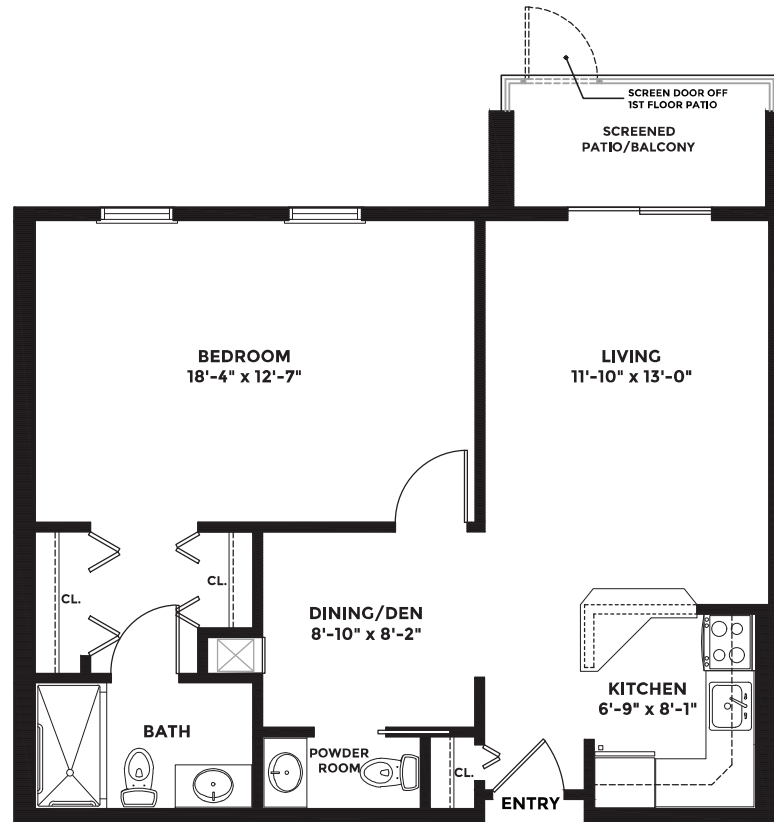 SCREEN DOOR OFF
1ST FLOOR PATIO
SCREENED
PATIO/BALCONY
BEDROOM
18'-4" x 12'-7"
LIVING
11'-10" x 13'-0"
CL.
CL.
DINING/DEN
8'-10" x 8'-2"
KITCHEN
6'-9" x 8'-1"
BATH
POWDER
ROOM
CL.
ENTRY